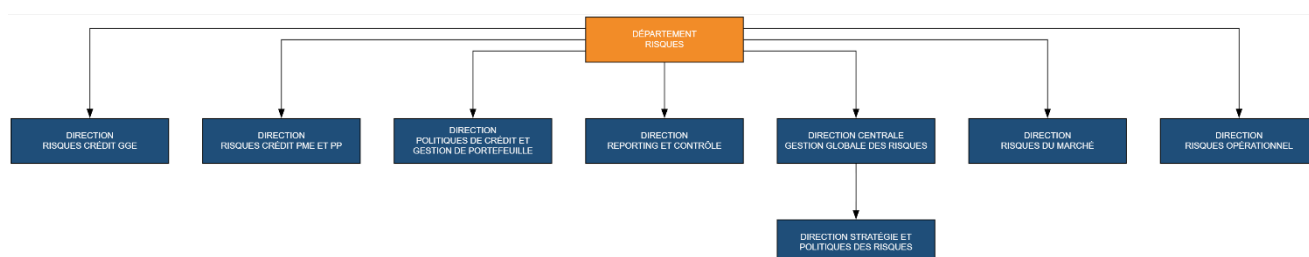 DÉPARTEMENT
RISQUES
DIRECTION
RISQUES CRÉDIT GGE
DIRECTION
RISQUES CRÉDIT PME ET PP
DIRECTION
POLITIQUES DE CRÉDIT ET
GESTION DE PORTEFEUILLE
DIRECTION
REPORTING ET CONTRÔLE
DIRECTION CENTRALE
GESTION GLOBALE DES RISQUES
DIRECTION
RISQUES DU MARCHÉ
DIRECTION
RISQUES OPÉRATIONNEL
DIRECTION STRATÉGIE ET
POLITIQUES DES RISQUES